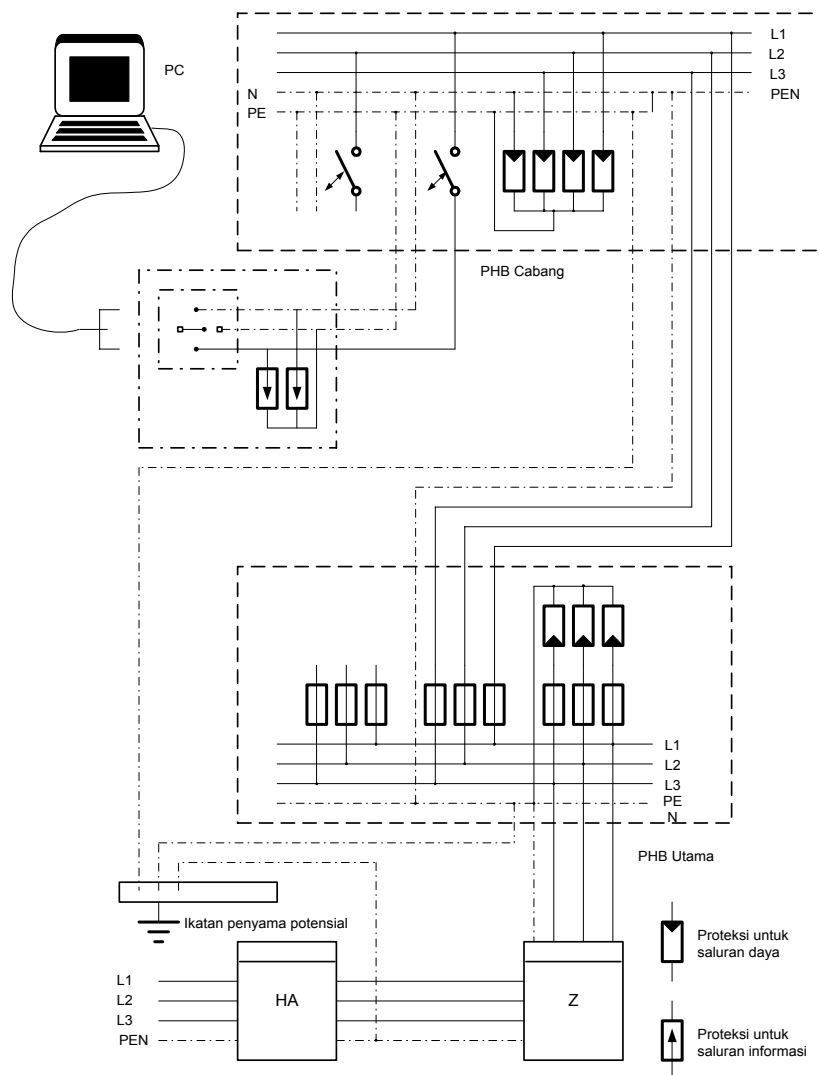 L1
L2
L3
PEN
PC
N
PE
PHB Cabang
L1
L2
L3
PE
N
PHB Utama
Ikatan penyama potensial
Proteksi untuk
saluran daya
L1
L2
L3
PEN
HA
Z
Proteksi untuk
saluran informasi